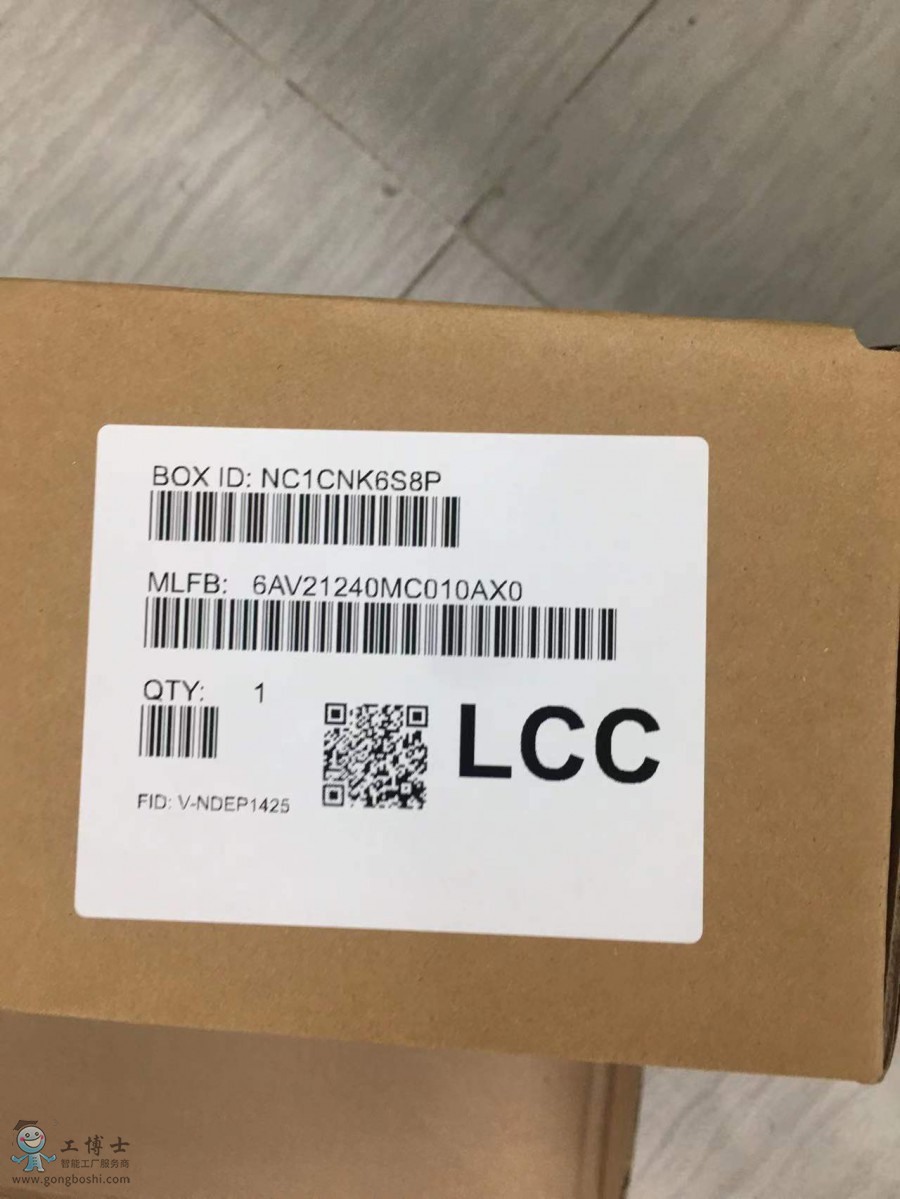 BOX ID: NC1CNK6S8P
MLFB: 6AV21240MC010AX0
QTY: 1
LCC
FID: V-NDEP1425
工博士
智能工厂服务商
www.gongboshi.com